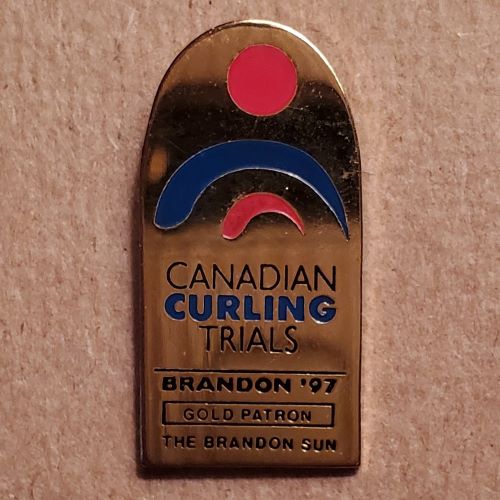 CANADIAN
CURLING
TRIALS
BRANDON '97
GOLD PATRON
THE BRANDON SUN